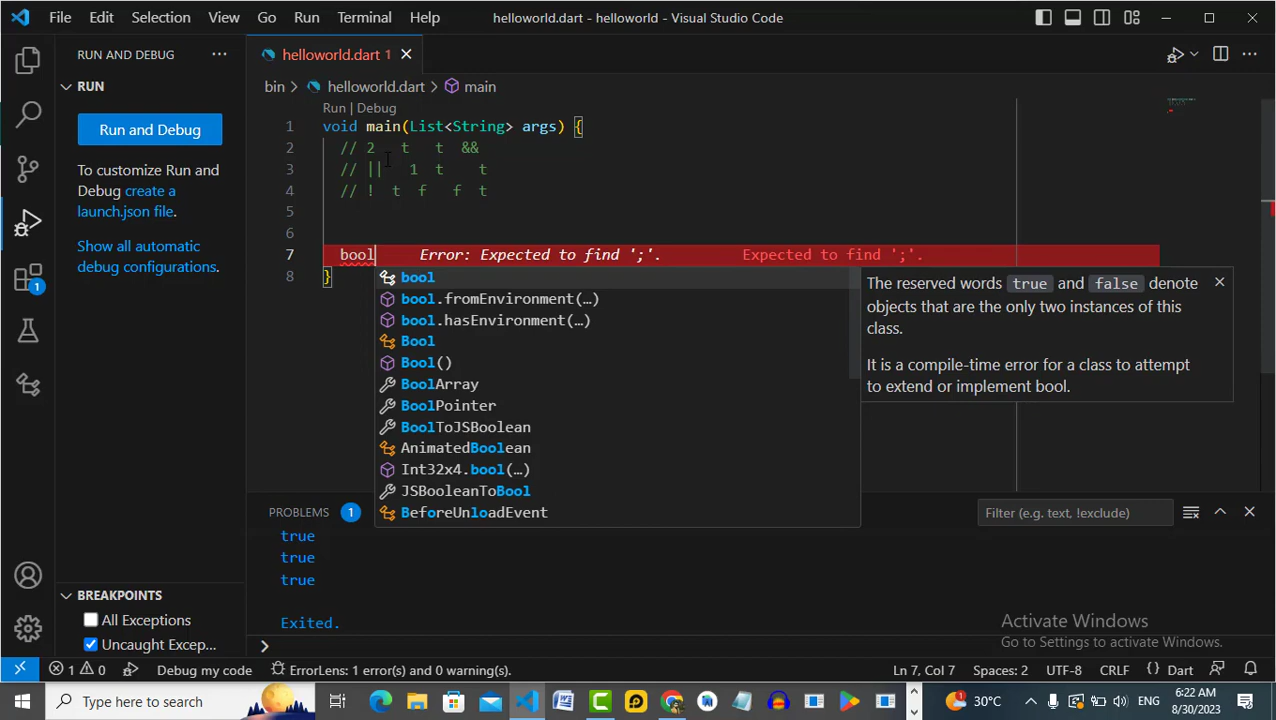 File Edit Selection View Go Run Terminal Help helloworld.dart - helloworld - Visual Studio Code
RUN AND DEBUG ···
helloworld.dart 1
RUN
bin > helloworld.dart > main
Run | Debug
Run and Debug
1 void main(List<String> args) {
2 // 2 t t &&
3 // || 1 t t
4 // ! t f f t
5
6
7 bool Error: Expected to find ';'. Expected to find ';'.
8 }
To customize Run and
Debug create a
launch.json file.
Show all automatic
debug configurations.
bool
bool.fromEnvironment(…)
bool.hasEnvironment(…)
Bool
Bool()
BoolArray
BoolPointer
BoolToJSBoolean
AnimatedBoolean
Int32x4.bool(…)
JSBooleanToBool
BeforeUnloadEvent
The reserved words true and false denote
objects that are the only two instances of this
class.
It is a compile-time error for a class to attempt
to extend or implement bool.
1
PROBLEMS 1 Filter (e.g. text, !exclude)
true
true
true
Exited.
BREAKPOINTS
All Exceptions
Uncaught Excep...
Activate Windows
Go to Settings to activate Windows.
1 0 Debug my code ErrorLens: 1 error(s) and 0 warning(s). Ln 7, Col 7 Spaces: 2 UTF-8 CRLF { } Dart
Type here to search 1 30°C ENG 6:22 AM
8/30/2023